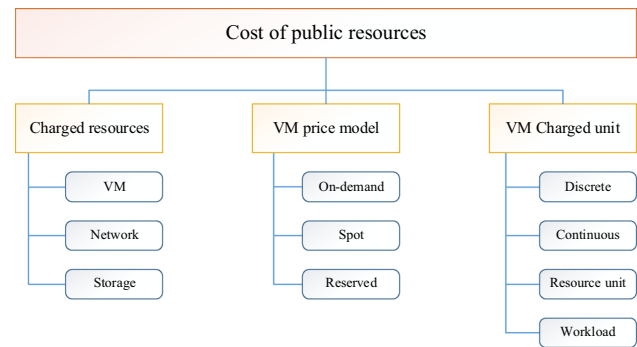 Cost of public resources
Charged resources
VM
Network
Storage
VM price model
On-demand
Spot
Reserved
VM Charged unit
Discrete
Continuous
Resource unit
Workload